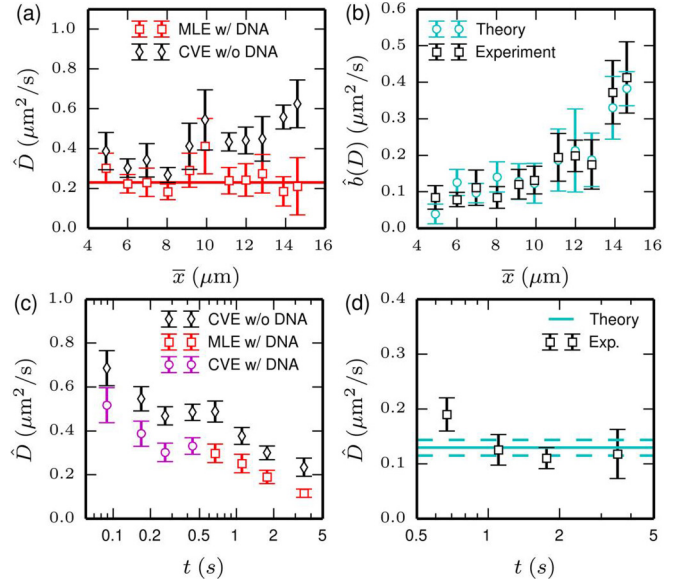 (a)
MLE w/ DNA
CVE w/o DNA
D̂ (μm²/s)
1.0
0.8
0.6
0.4
0.2
0.0
4 6 8 10 12 14 16
x̄ (μm)
(b)
Theory
Experiment
b̂(D) (μm²/s)
0.6
0.5
0.4
0.3
0.2
0.1
0.0
4 6 8 10 12 14 16
x̄ (μm)
(c)
CVE w/o DNA
MLE w/ DNA
CVE w/ DNA
D̂ (μm²/s)
1.0
0.8
0.6
0.4
0.2
0.0
0.1 0.2 0.5 1 2 5
t (s)
(d)
Theory
Exp.
D̂ (μm²/s)
0.4
0.3
0.2
0.1
0.0
0.5 1 2 5
t (s)